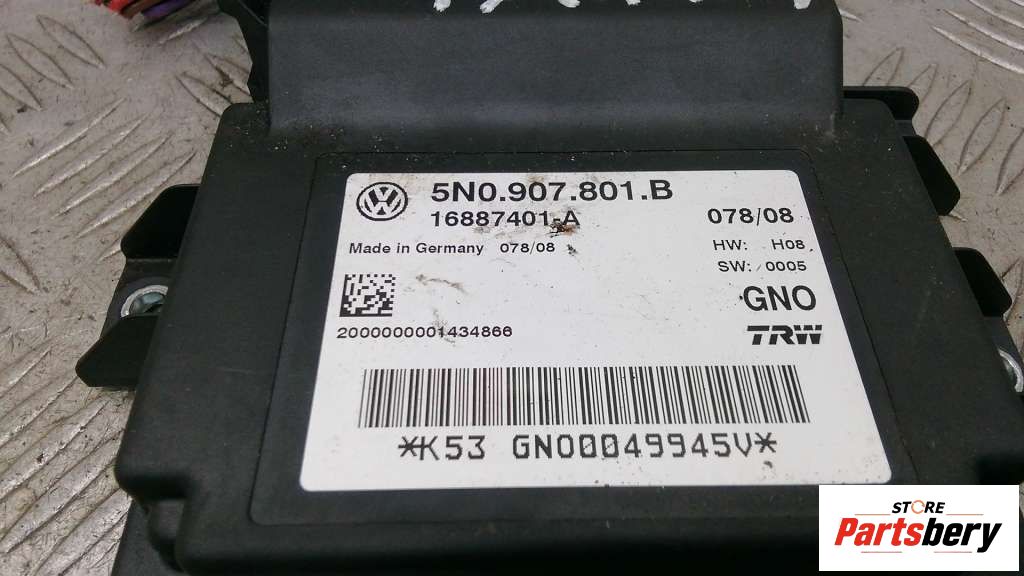 5N0.907.801.B
16887401-A
078/08
Made in Germany 078/08
HW: H08
SW: 0005
GNO
TRW
2000000001434866
*K53 GNO0049945V*
STORE
Partsbery